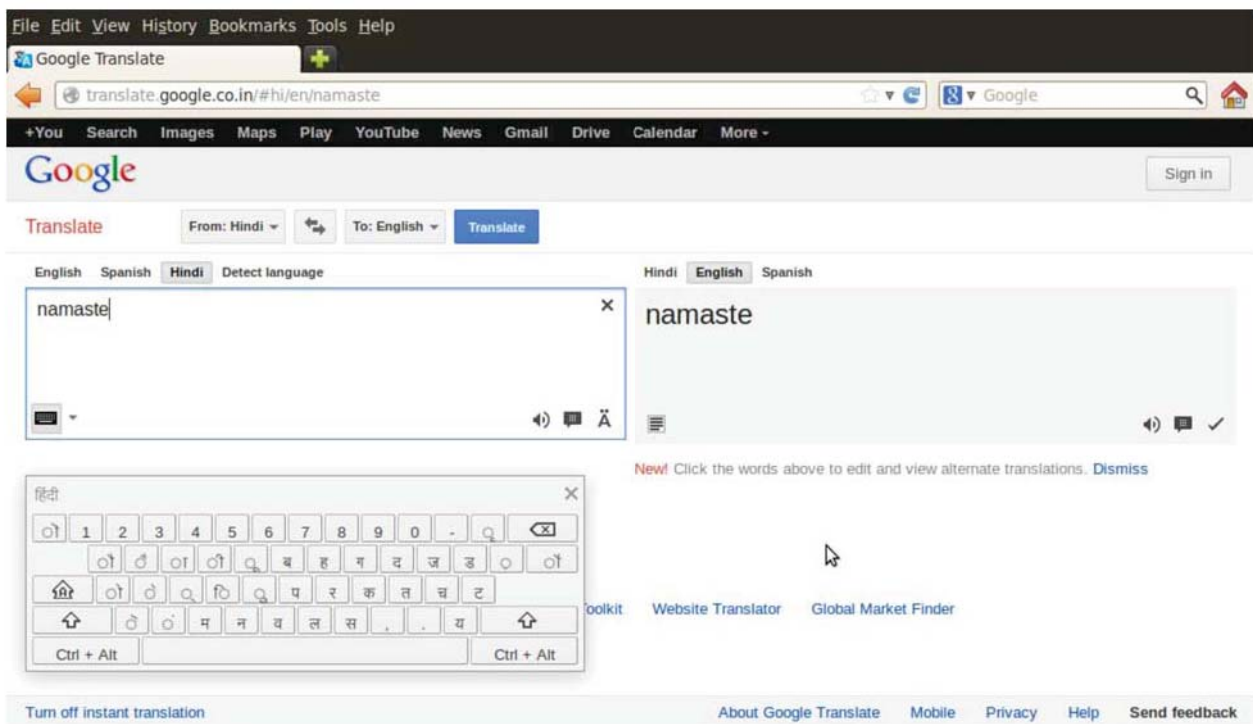 File Edit View History Bookmarks Tools Help
Google Translate
translate.google.co.in/#hi/en/namaste Google
+You Search Images Maps Play YouTube News Gmail Drive Calendar More
Google Sign in
Translate From: Hindi To: English Translate
English Spanish Hindi Detect language Hindi English Spanish
namaste namaste
Ä
New! Click the words above to edit and view alternate translations. Dismiss
हिंदी
ो 1 2 3 4 5 6 7 8 9 0 - ृ
ौ ै ा ी ू ब ह ग द ज ड ़ ॉ
ो े ् ि ु प र क त च ट
ं म न व ल स , . य
Ctrl + Alt Ctrl + Alt
oolkit Website Translator Global Market Finder
Turn off instant translation About Google Translate Mobile Privacy Help Send feedback